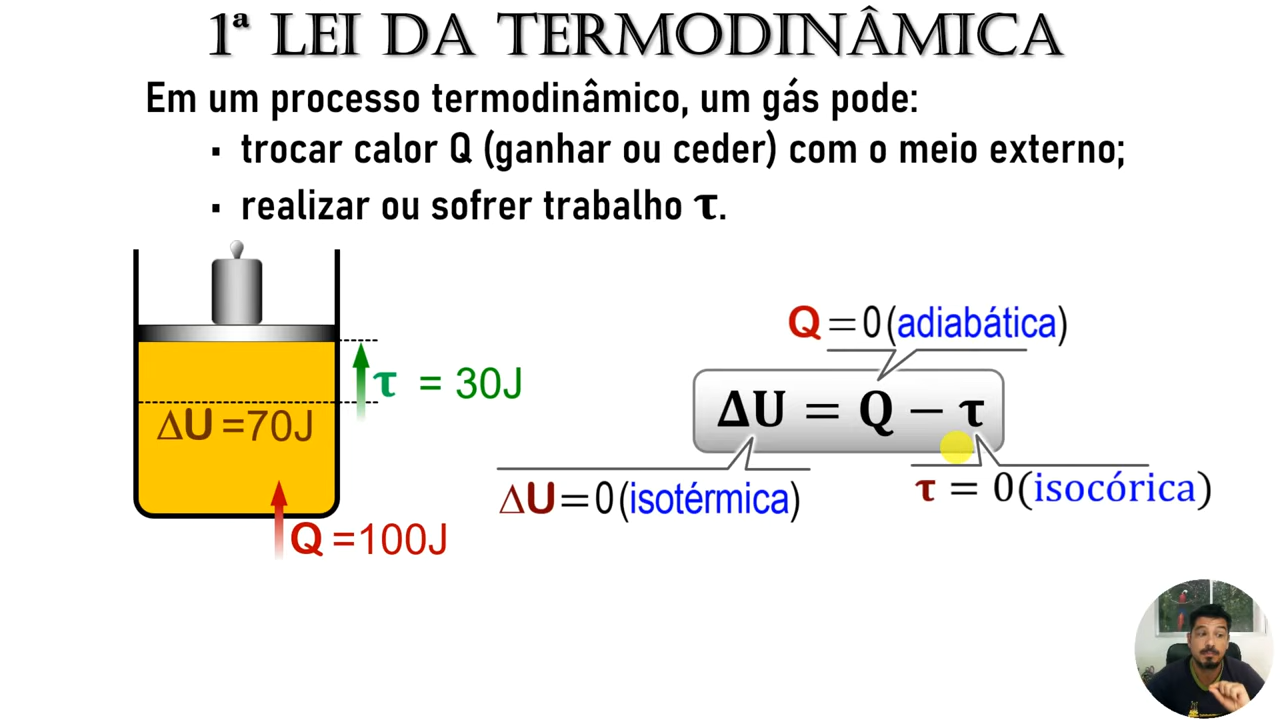 1ª LEI DA TERMODINÂMICA
Em um processo termodinâmico, um gás pode:
▪ trocar calor Q (ganhar ou ceder) com o meio externo;
▪ realizar ou sofrer trabalho τ.
Q = 0 (adiabática)
τ = 30J
ΔU = Q − τ
ΔU =70J
ΔU = 0 (isotérmica)
τ = 0 (isocórica)
Q =100J